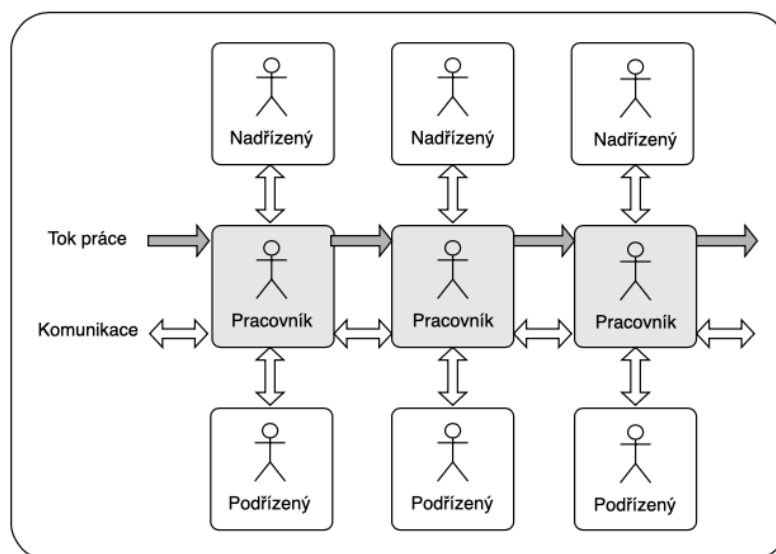 Nadřízený
Nadřízený
Nadřízený
Tok práce
Komunikace
Pracovník
Pracovník
Pracovník
Podřízený
Podřízený
Podřízený